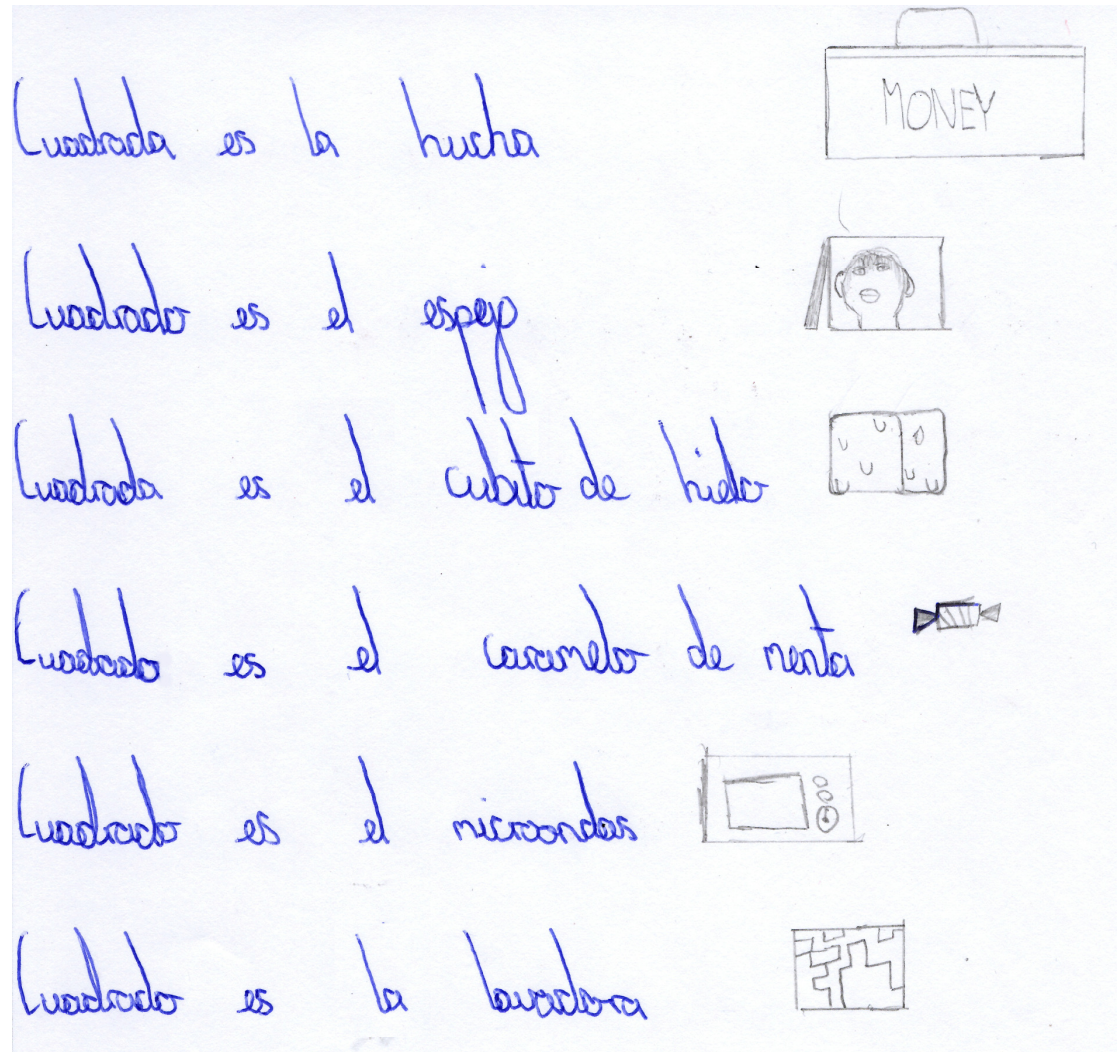 Cuadrada es la hucha
MONEY
Cuadrado es el espejo
Cuadrada es el cubito de hielo
Cuadrado es el caramelo de menta
Cuadrado es el microondas
Cuadrado es la lavadora